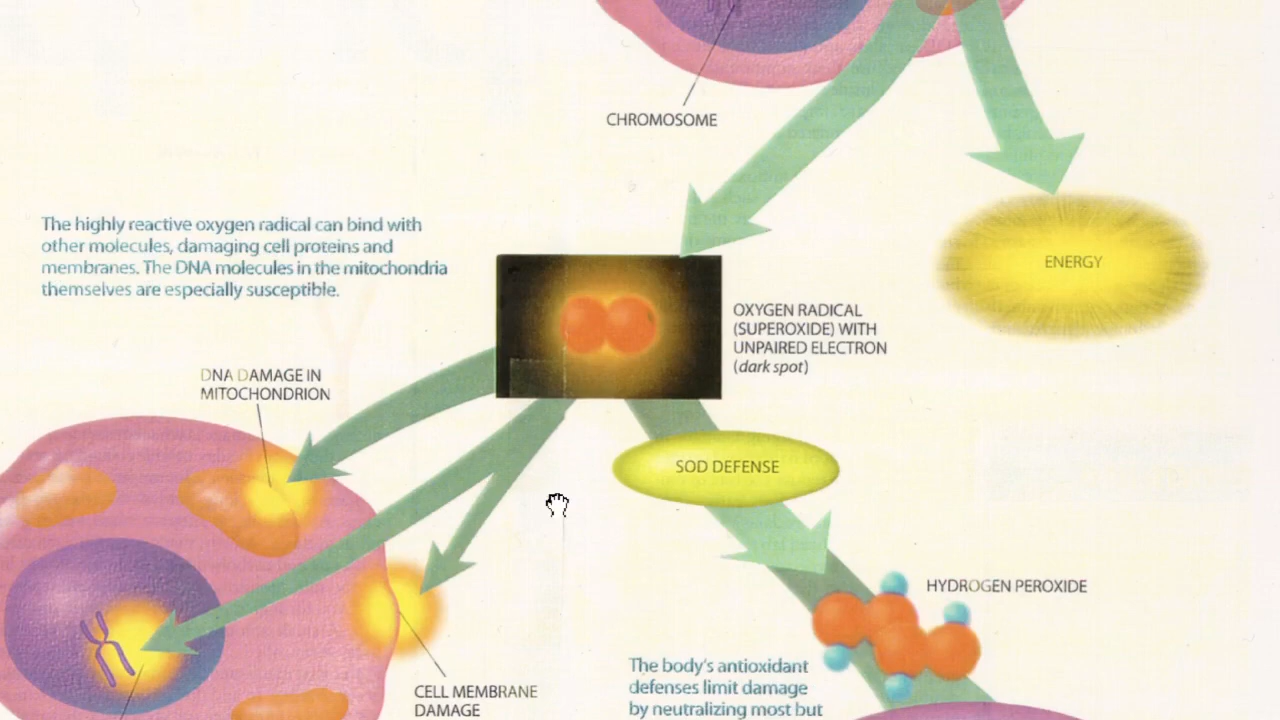 CHROMOSOME
The highly reactive oxygen radical can bind with
other molecules, damaging cell proteins and
membranes. The DNA molecules in the mitochondria
themselves are especially susceptible.
ENERGY
OXYGEN RADICAL
(SUPEROXIDE) WITH
UNPAIRED ELECTRON
(dark spot)
DNA DAMAGE IN
MITOCHONDRION
SOD DEFENSE
HYDROGEN PEROXIDE
CELL MEMBRANE
DAMAGE
The body's antioxidant
defenses limit damage
by neutralizing most but